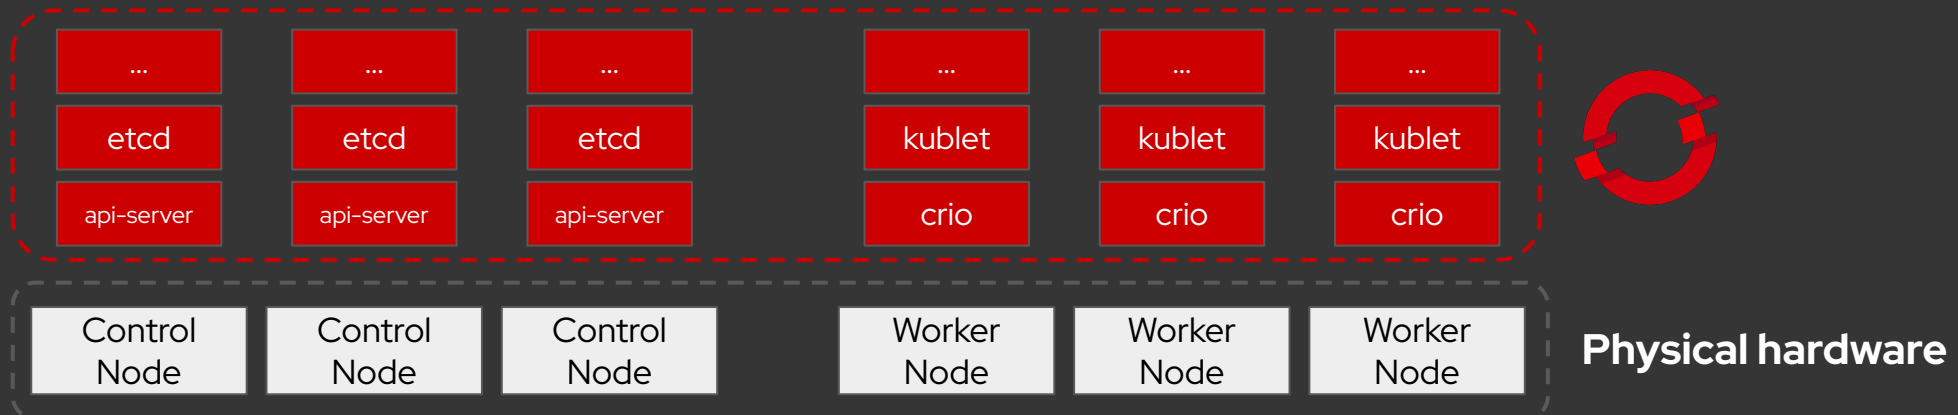 ... ... ... ... ... ...
etcd etcd etcd kublet kublet kublet
api-server api-server api-server crio crio crio
Control Control Control Worker Worker Worker
Node Node Node Node Node Node
Physical hardware